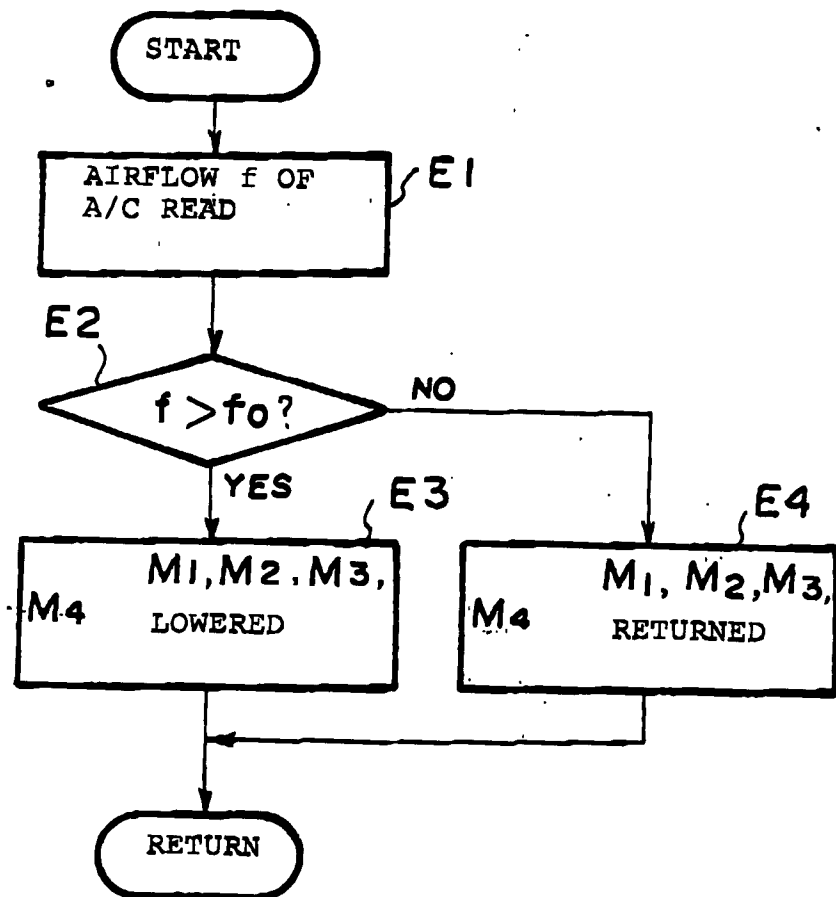 START
AIRFLOW f OF
A/C READ
E1
E2
f > fo?
NO
YES
E3
M1, M2, M3,
M4 LOWERED
E4
M1, M2, M3,
M4 RETURNED
RETURN